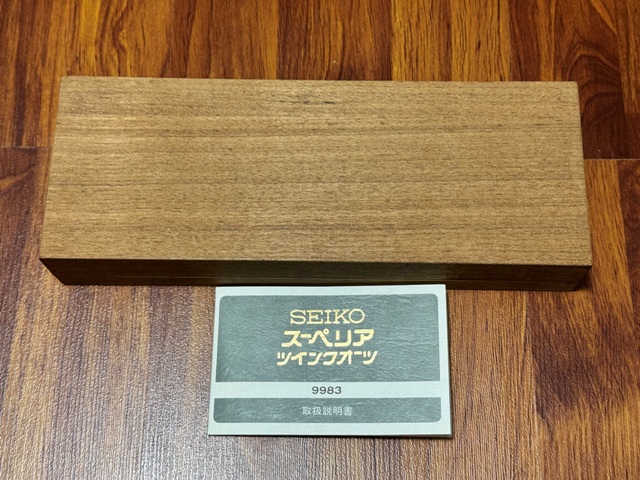 SEIKO
スーペリア
ツインクオーツ
9983
取扱説明書